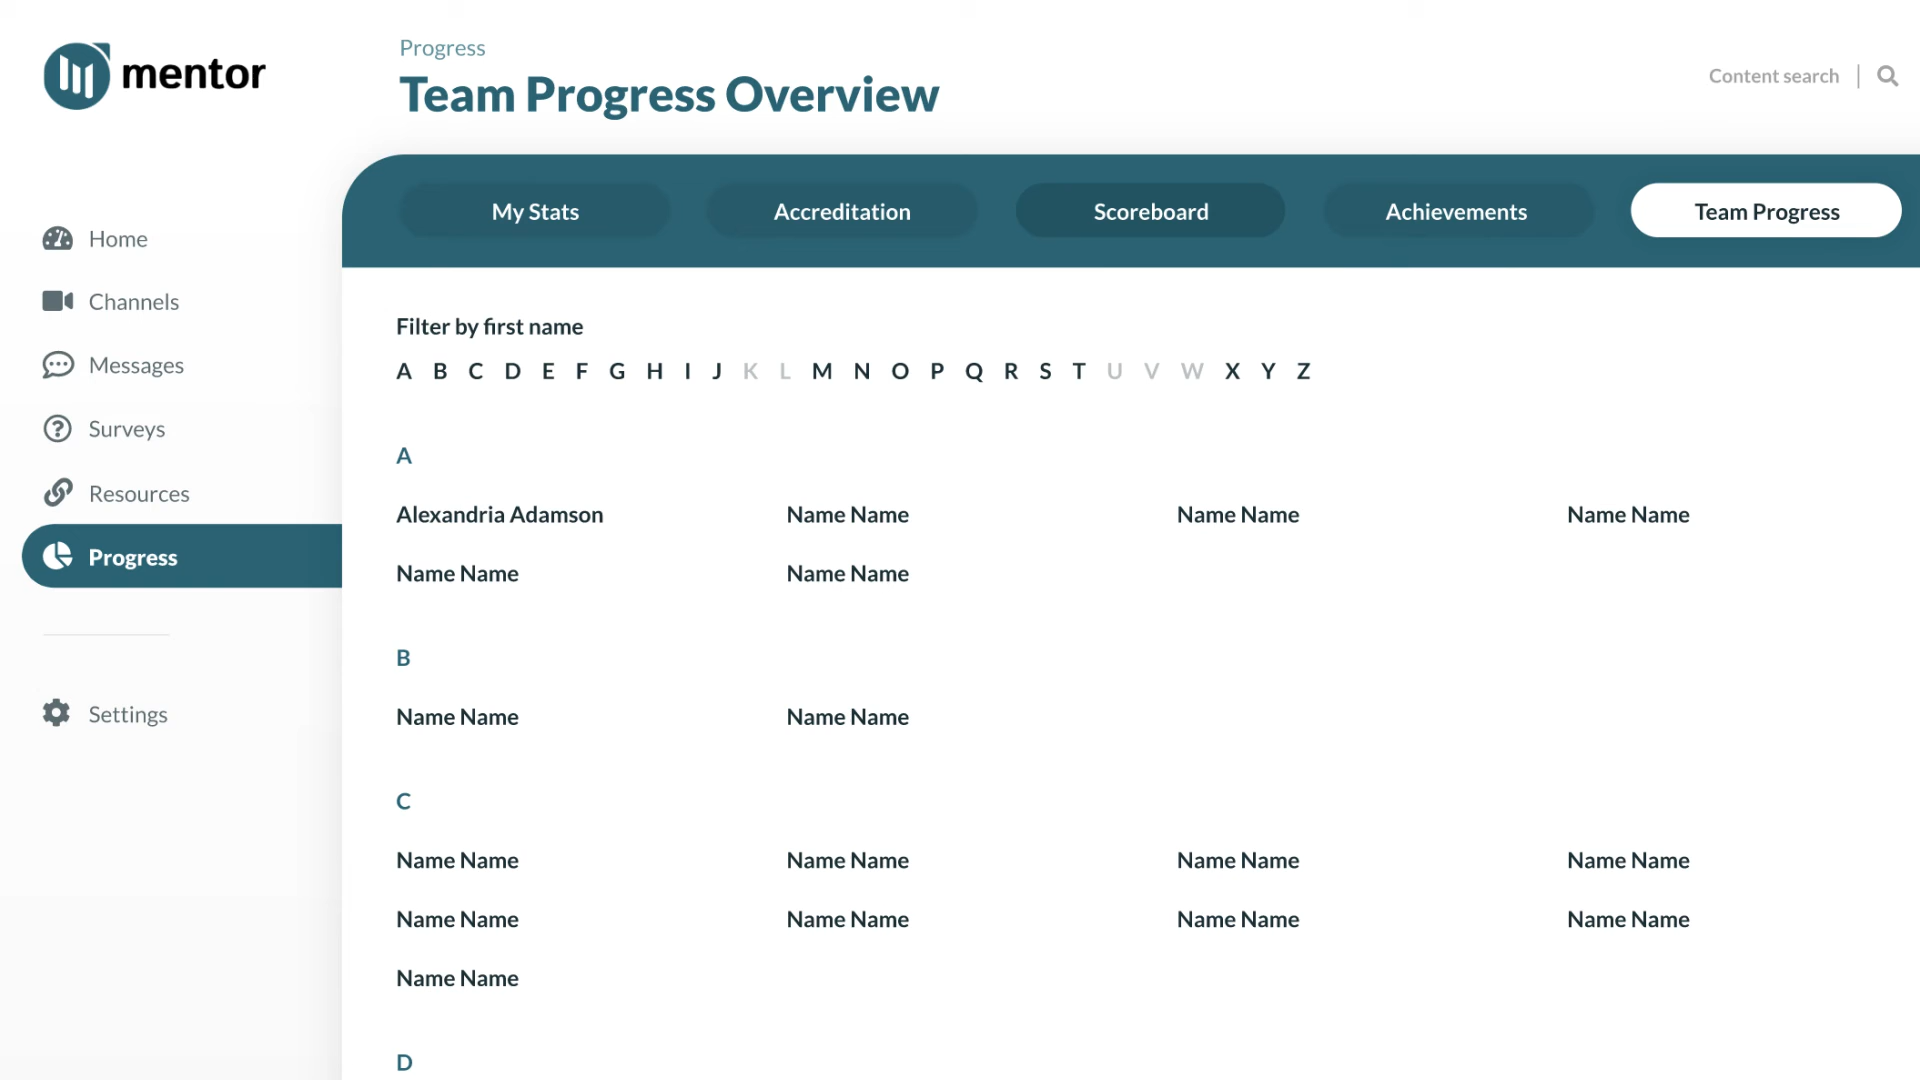 mentor
Progress
Team Progress Overview
Content search
Home
Channels
Messages
Surveys
Resources
Progress
Settings
My Stats
Accreditation
Scoreboard
Achievements
Team Progress
Filter by first name
A B C D E F G H I J K L M N O P Q R S T U V W X Y Z
A
Alexandria Adamson Name Name Name Name Name Name
Name Name Name Name
B
Name Name Name Name
C
Name Name Name Name Name Name Name Name
Name Name Name Name Name Name Name Name
Name Name
D